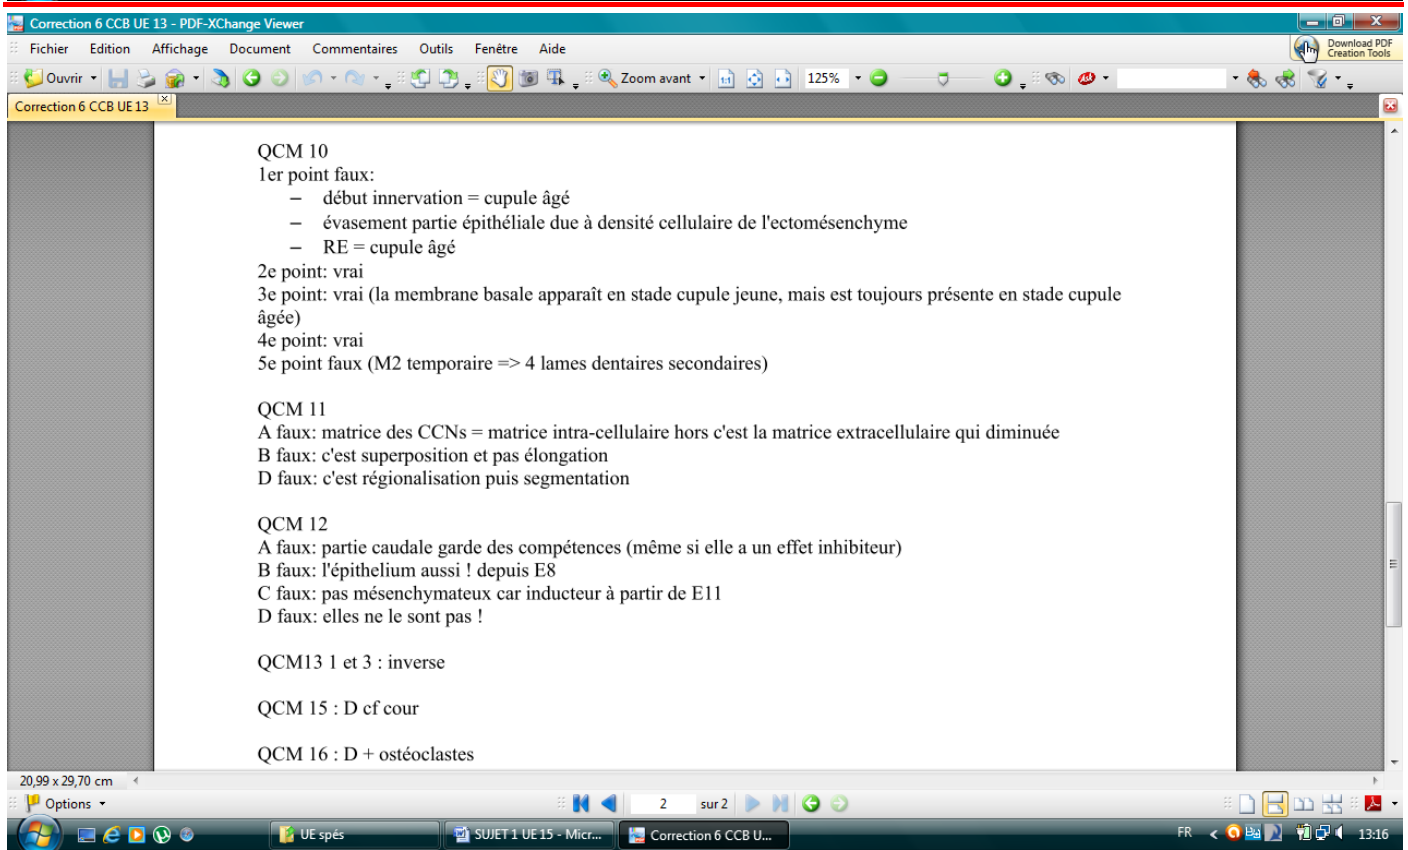 Correction 6 CCB UE 13 - PDF-XChange Viewer
Fichier Edition Affichage Document Commentaires Outils Fenêtre Aide
Download PDF
Creation Tools
Ouvrir Zoom avant 125%
Correction 6 CCB UE 13
QCM 10
1er point faux:
– début innervation = cupule âgé
– évasement partie épithéliale due à densité cellulaire de l'ectomésenchyme
– RE = cupule âgé
2e point: vrai
3e point: vrai (la membrane basale apparaît en stade cupule jeune, mais est toujours présente en stade cupule
âgée)
4e point: vrai
5e point faux (M2 temporaire => 4 lames dentaires secondaires)
QCM 11
A faux: matrice des CCNs = matrice intra-cellulaire hors c'est la matrice extracellulaire qui diminuée
B faux: c'est superposition et pas élongation
D faux: c'est régionalisation puis segmentation
QCM 12
A faux: partie caudale garde des compétences (même si elle a un effet inhibiteur)
B faux: l'épithelium aussi ! depuis E8
C faux: pas mésenchymateux car inducteur à partir de E11
D faux: elles ne le sont pas !
QCM13 1 et 3 : inverse
QCM 15 : D cf cour
QCM 16 : D + ostéoclastes
20,99 x 29,70 cm
Options 2 sur 2
UE spés SUJET 1 UE 15 - Micr... Correction 6 CCB U... FR 13:16